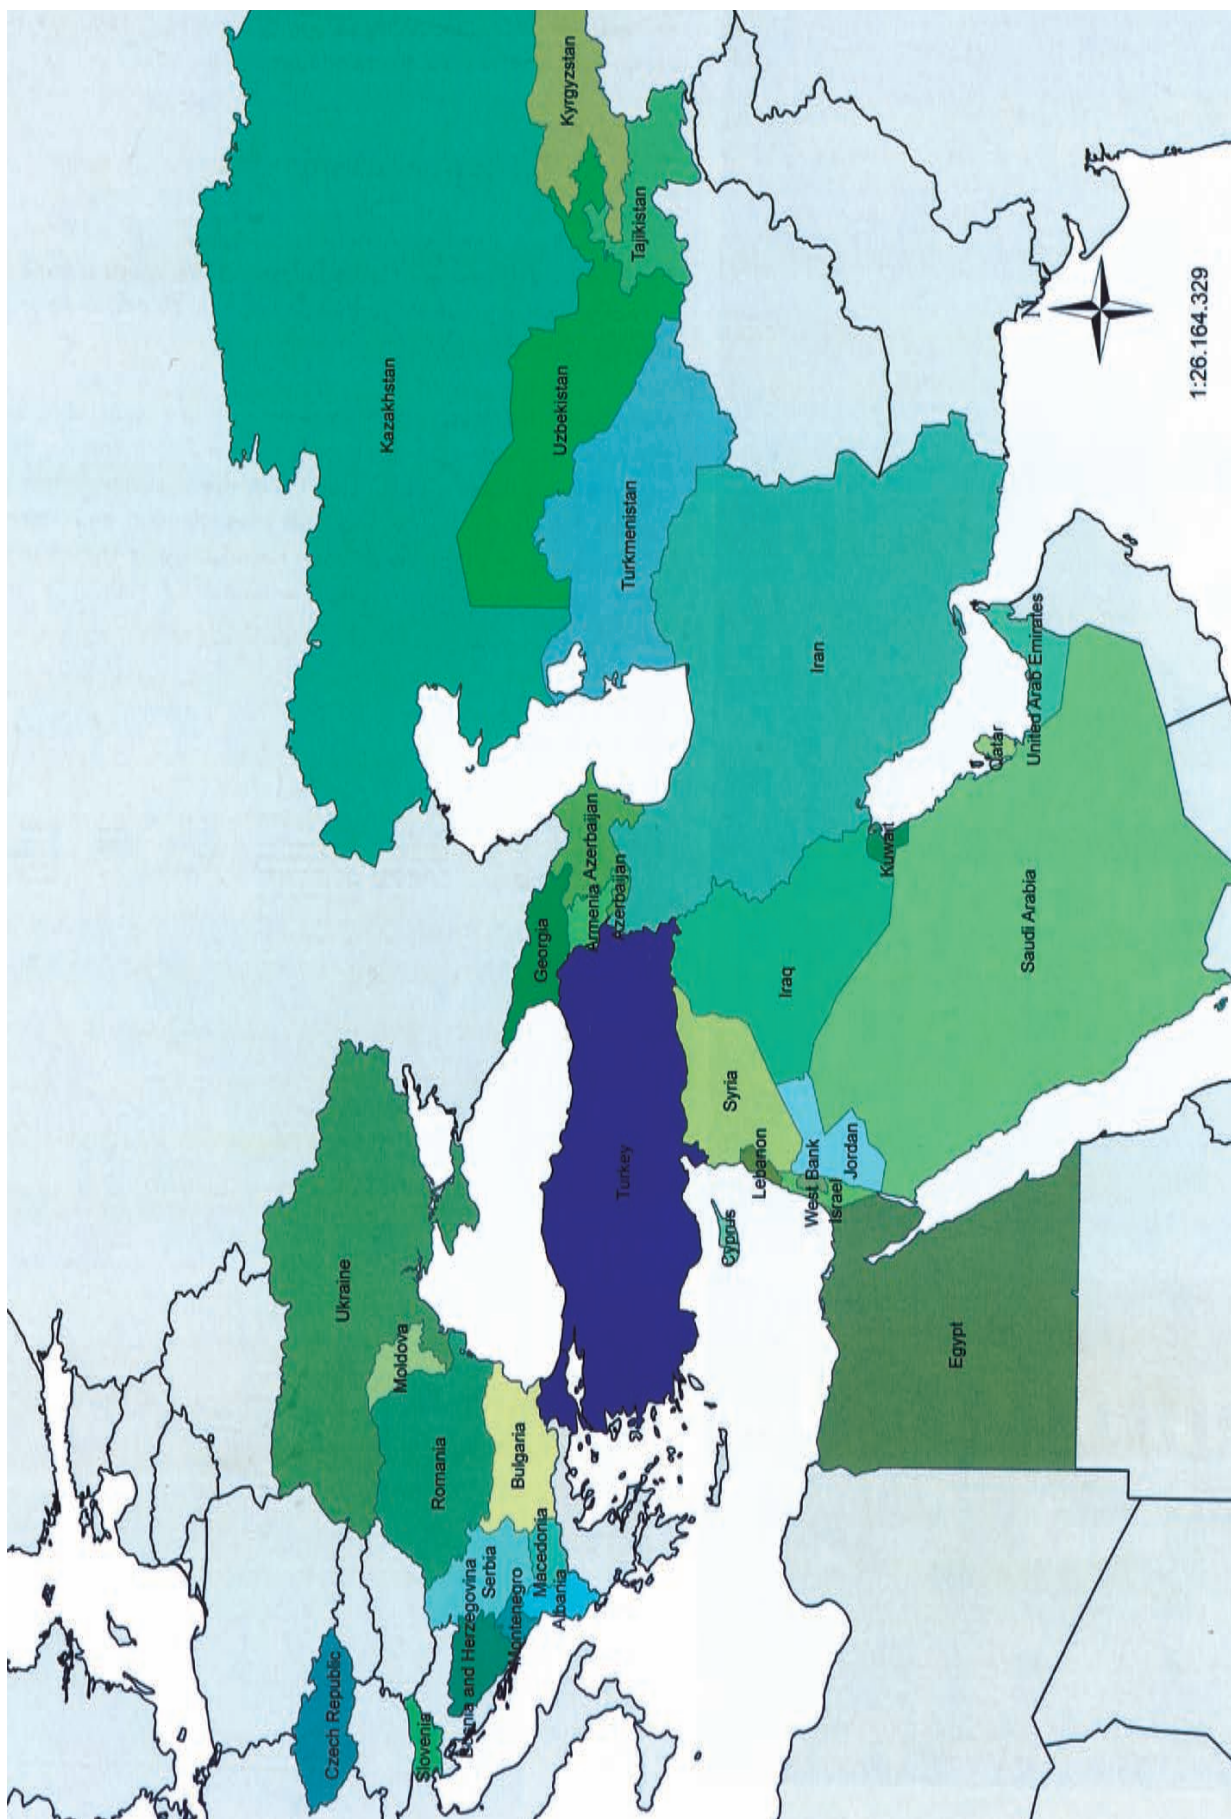 Czech Republic
Slovenia
Bosnia and Herzegovina
Serbia
Montenegro
Macedonia
Albania
Romania
Bulgaria
Moldova
Ukraine
Turkey
Cyprus
Georgia
Armenia
Azerbaijan
Azerbaijan
Syria
Lebanon
West Bank
Israel
Jordan
Egypt
Iraq
Kuwait
Saudi Arabia
Qatar
United Arab Emirates
Iran
Kazakhstan
Uzbekistan
Turkmenistan
Kyrgyzstan
Tajikistan
N
1:26.164.329